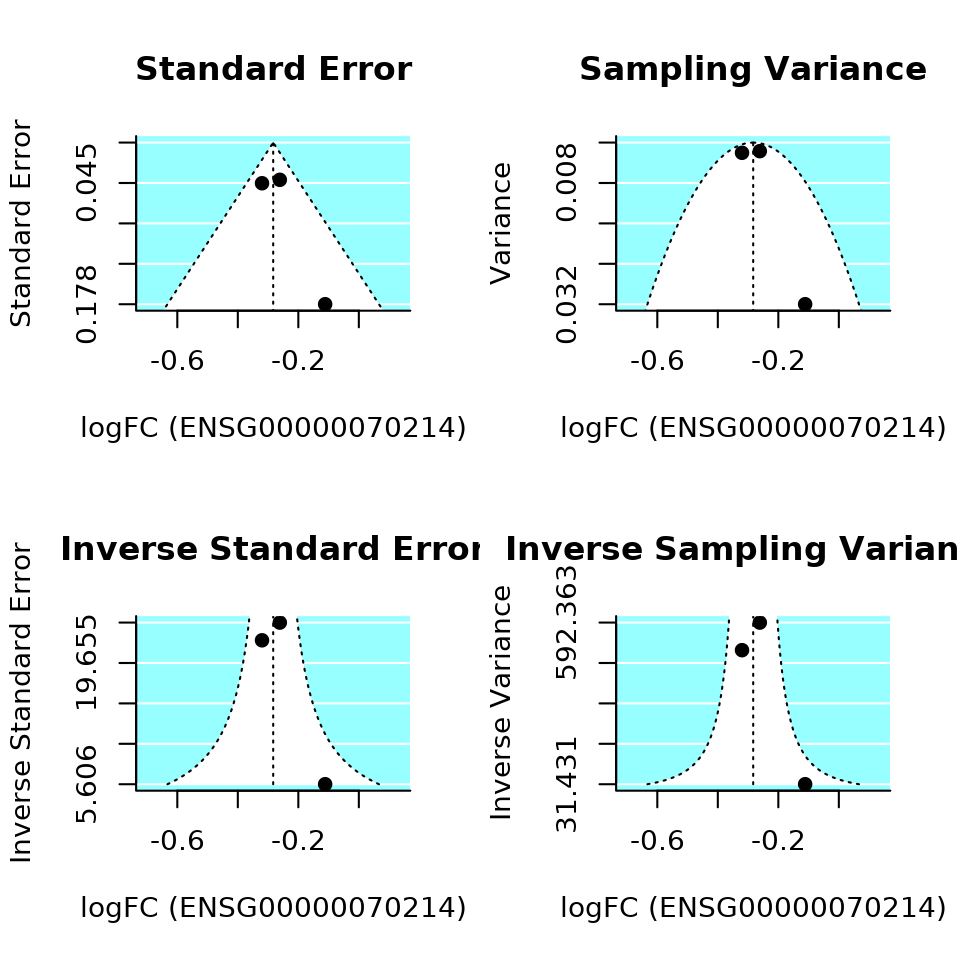 Standard Error
Standard Error
0.045
0.178
-0.6 -0.2
logFC (ENSG00000070214)
Sampling Variance
Variance
0.008
0.032
-0.6 -0.2
logFC (ENSG00000070214)
Inverse Standard Error
Inverse Standard Error
19.655
5.606
-0.6 -0.2
logFC (ENSG00000070214)
Inverse Sampling Varian
Inverse Variance
592.363
31.431
-0.6 -0.2
logFC (ENSG00000070214)